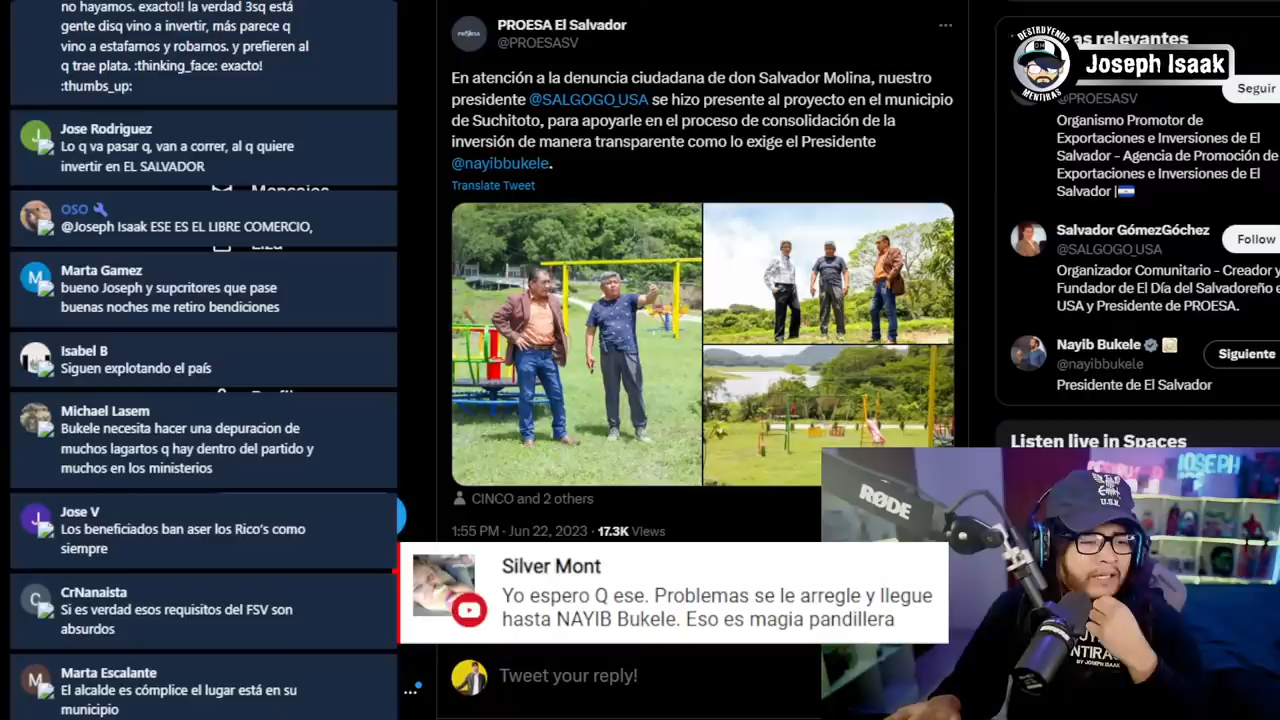 no hayamos. exacto!! la verdad 3sq está
gente disq vino a invertir, más parece q
vino a estafarnos y robarnos. y prefieren al
q trae plata. :thinking_face: exacto!
:thumbs_up:
Jose Rodriguez
Lo q va pasar q, van a correr, al q quiere
invertir en EL SALVADOR
Mensajes
OSO
@Joseph Isaak ESE ES EL LIBRE COMERCIO,
Marta Gamez
bueno Joseph y supcritores que pase
buenas noches me retiro bendiciones
Isabel B
Siguen explotando el país
Michael Lasem
Bukele necesita hacer una depuracion de
muchos lagartos q hay dentro del partido y
muchos en los ministerios
Jose V
Los beneficiados ban aser los Rico's como
siempre
CrNanaista
Si es verdad esos requisitos del FSV son
absurdos
Marta Escalante
El alcalde es cómplice el lugar está en su
municipio
PROESA El Salvador
@PROESASV
En atención a la denuncia ciudadana de don Salvador Molina, nuestro
presidente @SALGOGO_USA se hizo presente al proyecto en el municipio
de Suchitoto, para apoyarle en el proceso de consolidación de la
inversión de manera transparente como lo exige el Presidente
@nayibbukele.
Translate Tweet
CINCO and 2 others
1:55 PM · Jun 22, 2023 · 17.3K Views
Silver Mont
Yo espero Q ese. Problemas se le arregle y llegue
hasta NAYIB Bukele. Eso es magia pandillera
Tweet your reply!
relevantes
DESTRUYENDO
MENTIRAS
Joseph Isaak
Seguir
@PROESASV
Organismo Promotor de
Exportaciones e Inversiones de El
Salvador - Agencia de Promoción de
Exportaciones e Inversiones de El
Salvador |
Salvador GómezGóchez
@SALGOGO_USA
Follow
Organizador Comunitario - Creador y
Fundador de El Día del Salvadoreño e
USA y Presidente de PROESA.
Nayib Bukele
@nayibbukele
Siguiente
Presidente de El Salvador
Listen live in Spaces
RØDE
JOSEPH
BY JOSEPH ISAAK